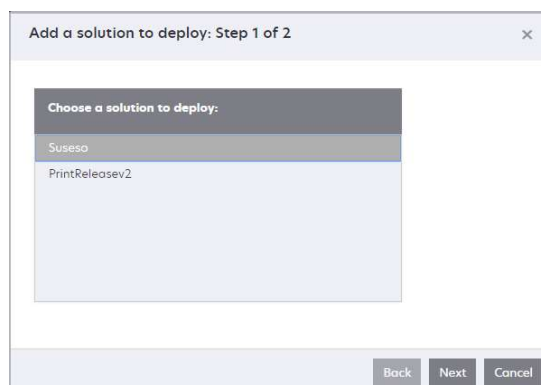 Add a solution to deploy: Step 1 of 2
Choose a solution to deploy:
Suseso
PrintReleasev2
Back Next Cancel